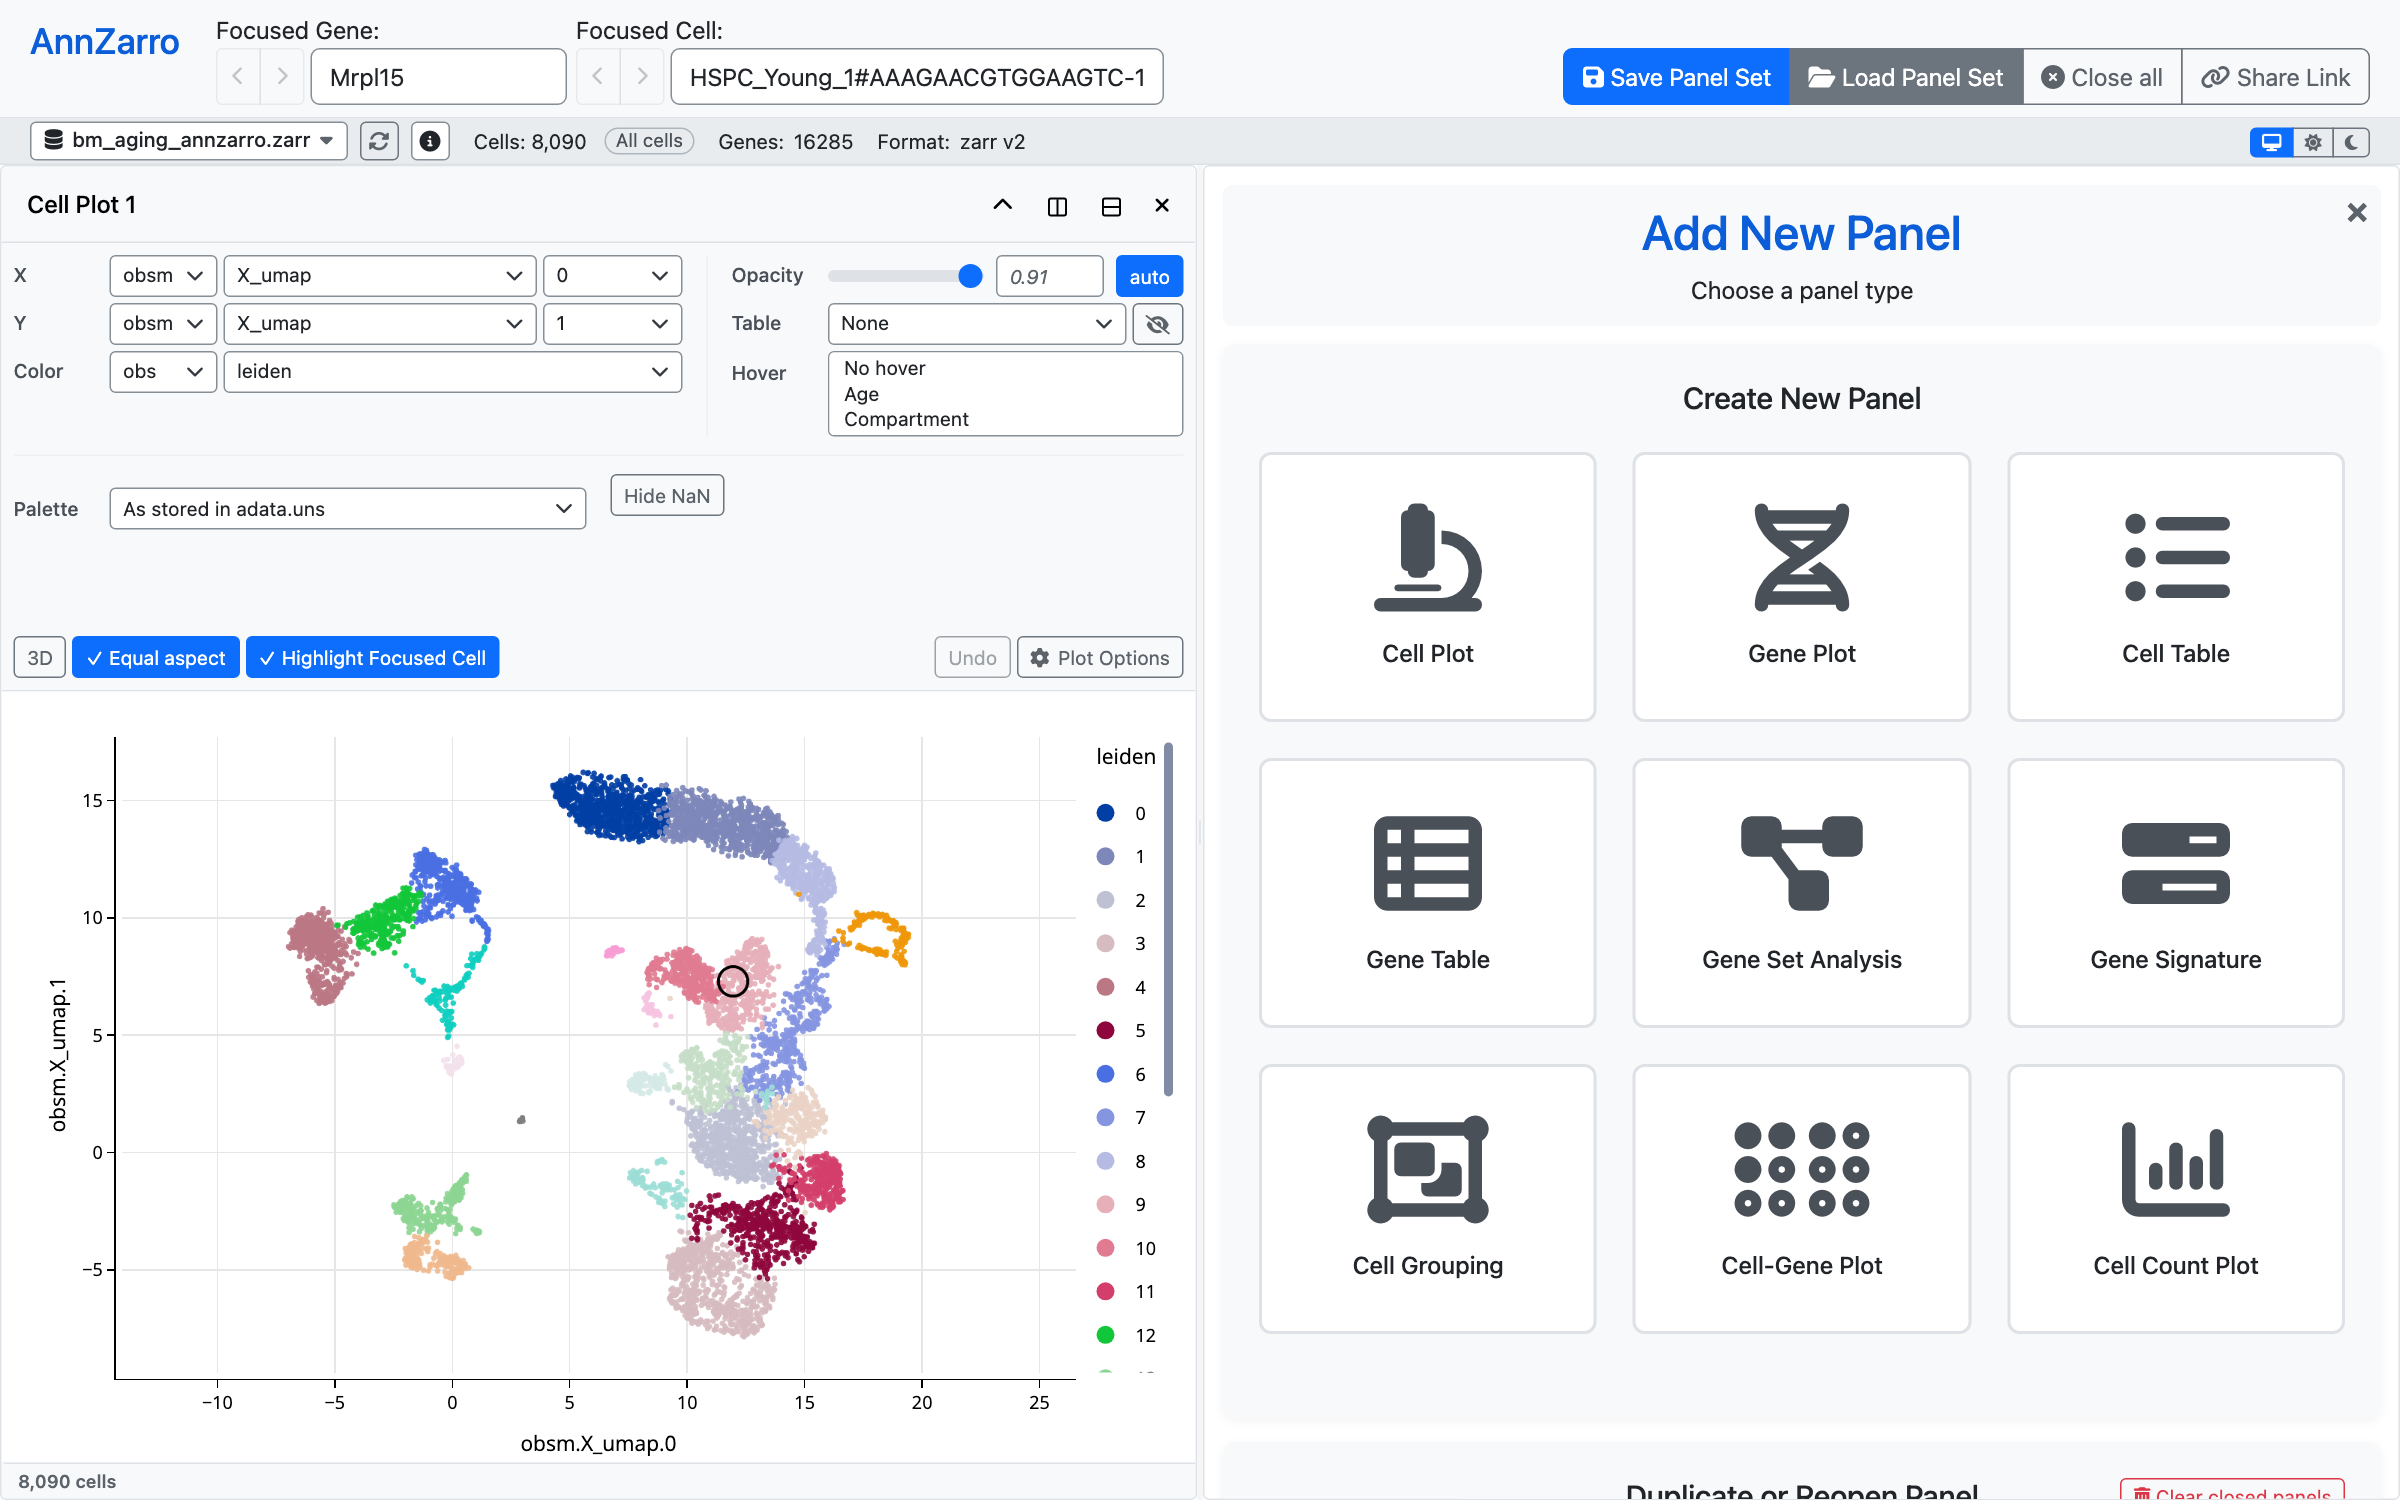 AnnZarro
Focused Gene:
Mrpl15
Focused Cell:
HSPC_Young_1#AAAGAACGTGGAAGTC-1
Save Panel Set
Load Panel Set
Close all
Share Link
bm_aging_annzarro.zarr
Cells: 8,090
All cells
Genes: 16285
Format: zarr v2
Cell Plot 1
X
obsm
X_umap
0
Y
obsm
X_umap
1
Color
obs
leiden
Opacity
0.91
auto
Table
None
Hover
No hover
Age
Compartment
Palette
As stored in adata.uns
Hide NaN
3D
Equal aspect
Highlight Focused Cell
Undo
Plot Options
leiden
0
1
2
3
4
5
6
7
8
9
10
11
12
15
10
5
0
−5
obsm.X_umap.1
−10
−5
0
5
10
15
20
25
obsm.X_umap.0
8,090 cells
Add New Panel
Choose a panel type
Create New Panel
Cell Plot
Gene Plot
Cell Table
Gene Table
Gene Set Analysis
Gene Signature
Cell Grouping
Cell-Gene Plot
Cell Count Plot
Duplicate or Reopen Panel
Clear closed panels